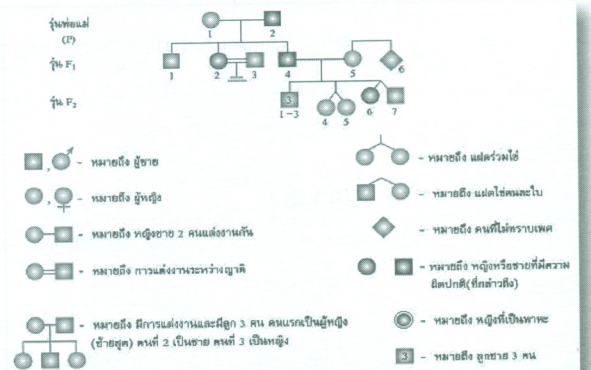 รุ่นพ่อแม่
(P)
1 2
รุ่น F₁
1 2 3 4 5 6
รุ่น F₂
3
1-3 4 5 6 7
- หมายถึง ผู้ชาย
- หมายถึง ผู้หญิง
- หมายถึง หญิงชาย 2 คนแต่งงานกัน
- หมายถึง การแต่งงานระหว่างญาติ
- หมายถึง มีการแต่งงานและมีลูก 3 คน คนแรกเป็นผู้หญิง
(ซ้ายสุด) คนที่ 2 เป็นชาย คนที่ 3 เป็นหญิง
- หมายถึง แฝดร่วมไข่
- หมายถึง แฝดไข่คนละใบ
- หมายถึง คนที่ไม่ทราบเพศ
- หมายถึง หญิงหรือชายที่มีความ
ผิดปกติ(ที่กล่าวถึง)
- หมายถึง หญิงที่เป็นพาหะ
3 - หมายถึง ลูกชาย 3 คน